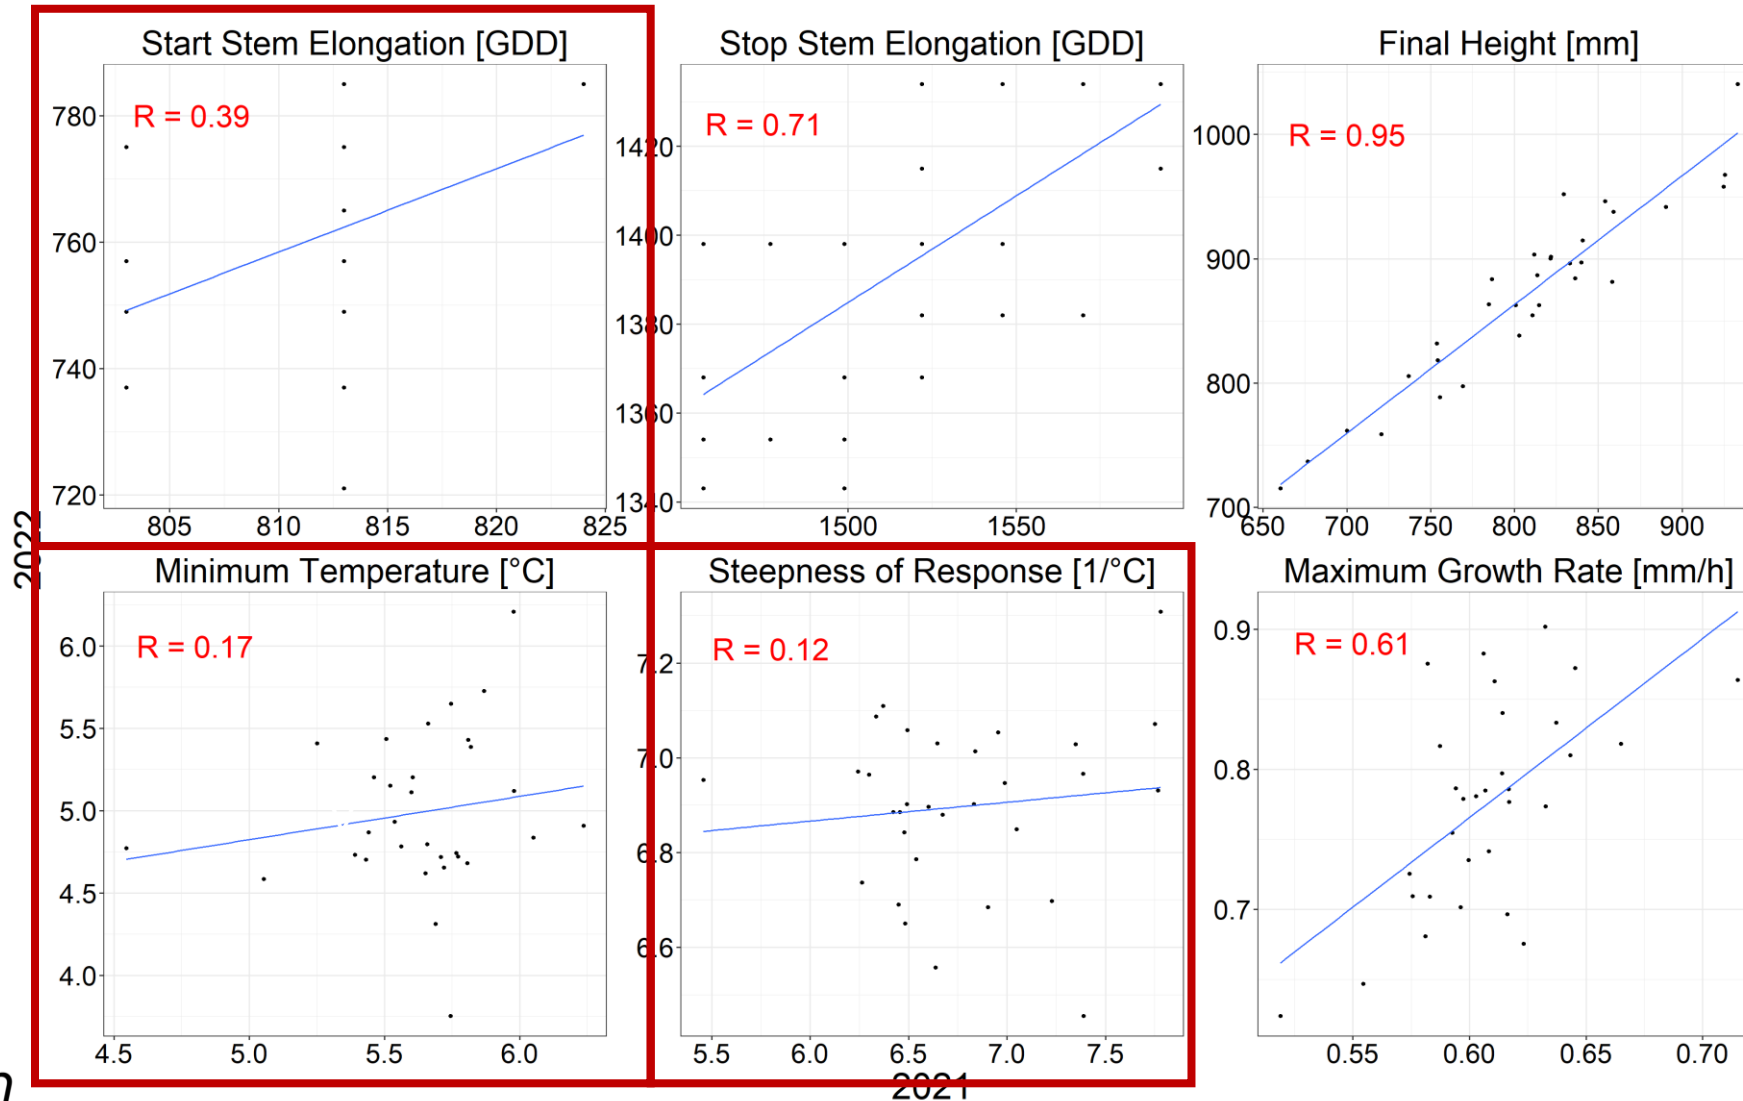 Start Stem Elongation [GDD]
R = 0.39
780
760
740
720
805 810 815 820 825
Stop Stem Elongation [GDD]
R = 0.71
1420
1400
1380
1360
1340
1500 1550
Final Height [mm]
R = 0.95
1000
900
800
700
650 700 750 800 850 900
2022
Minimum Temperature [°C]
R = 0.17
6.0
5.5
5.0
4.5
4.0
4.5 5.0 5.5 6.0
Steepness of Response [1/°C]
R = 0.12
7.2
7.0
6.8
6.6
5.5 6.0 6.5 7.0 7.5
Maximum Growth Rate [mm/h]
R = 0.61
0.9
0.8
0.7
0.55 0.60 0.65 0.70
2021